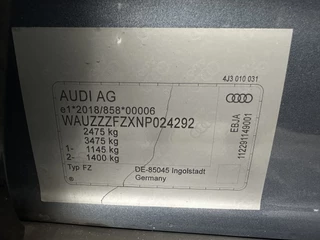 4J3 010 031
AUDI AG
e1*2018/858*00006
WAUZZZFZXNP024292
2475 kg
3475 kg
1- 1145 kg
2- 1400 kg
Typ FZ
DE-85045 Ingolstadt
Germany
EBJA
112291149001